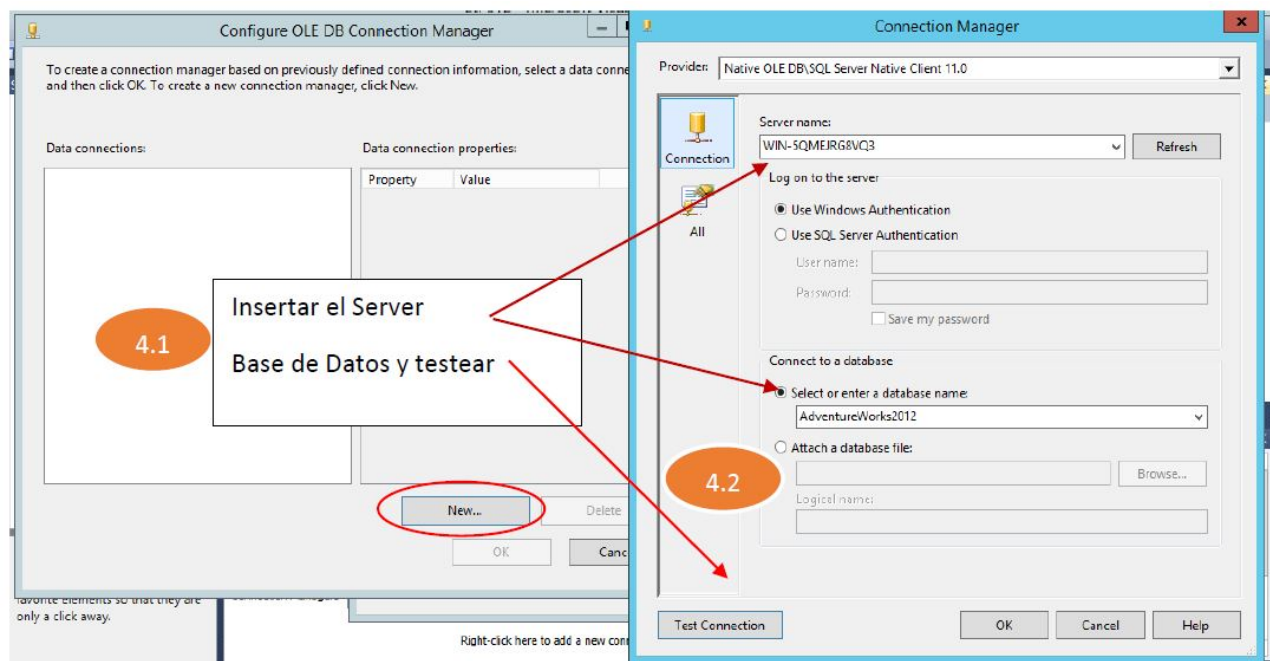 Configure OLE DB Connection Manager
To create a connection manager based on previously defined connection information, select a data conne
and then click OK. To create a new connection manager, click New.
Data connections:
Data connection properties:
Property Value
4.1
Insertar el Server
Base de Datos y testear
New...
Delete
OK
Canc
favorite elements so that they are
only a click away.
Right-click here to add a new conn
Connection Manager
Provider: Native OLE DB\SQL Server Native Client 11.0
Connection
All
Server name:
WIN-5QMEJRG8VQ3
Refresh
Log on to the server
Use Windows Authentication
Use SQL Server Authentication
User name:
Password:
Save my password
Connect to a database
Select or enter a database name:
AdventureWorks2012
Attach a database file:
4.2
Browse...
Logical name:
Test Connection
OK
Cancel
Help